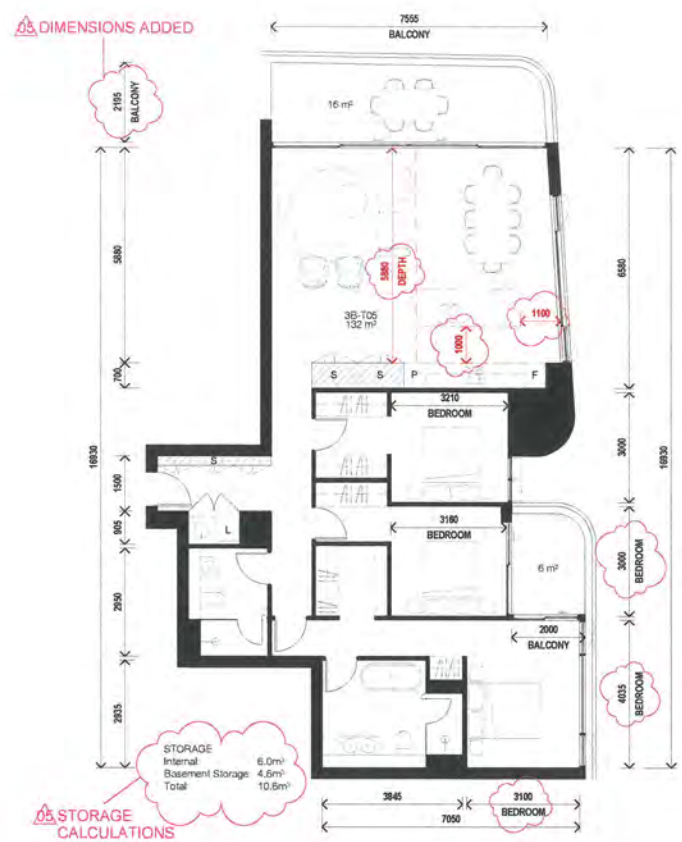 05 DIMENSIONS ADDED
7555
BALCONY
2195
BALCONY
16 m²
5880
5880
DEPTH
6580
1100
3B-T05
132 m²
1000
700
S S P F
3210
BEDROOM
16930
16930
3000
1500
S
905
L
3160
BEDROOM
6 m²
3000
BEDROOM
2950
2000
BALCONY
4035
BEDROOM
2935
STORAGE
Internal 6.0m³
Basement Storage 4.6m³
Total 10.6m³
05 STORAGE
CALCULATIONS
3845
3100
BEDROOM
7050